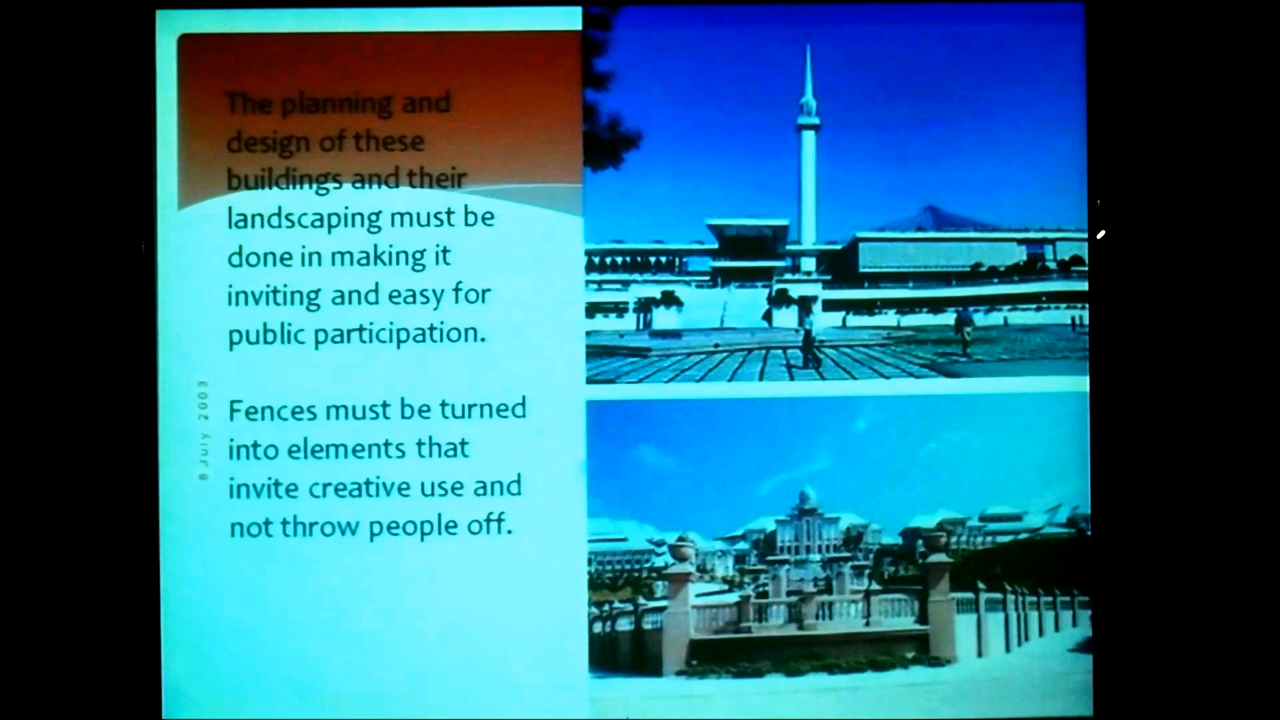 The planning and
design of these
buildings and their
landscaping must be
done in making it
inviting and easy for
public participation.
Fences must be turned
into elements that
invite creative use and
not throw people off.
8 July 2003